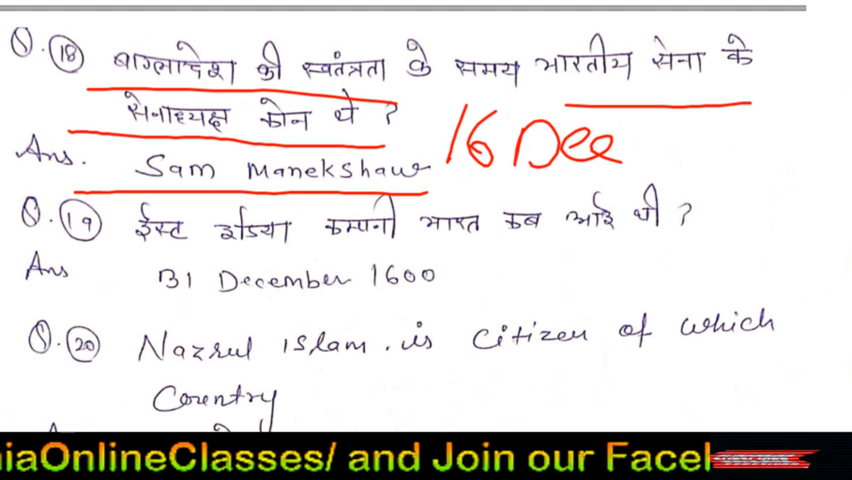 Q. 18 बाग्लादेश की स्वतंत्रता के समय भारतीय सेना के
सेनाध्यक्ष कोन थे ?
Ans. Sam Manekshaw
16 Dec
Q. 19 ईस्ट इंडिया कम्पनी भारत कब आई थी ?
Ans 31 December 1600
Q. 20 Nazrul islam . is citizen of which
Country
niaOnlineClasses/ and Join our Facel